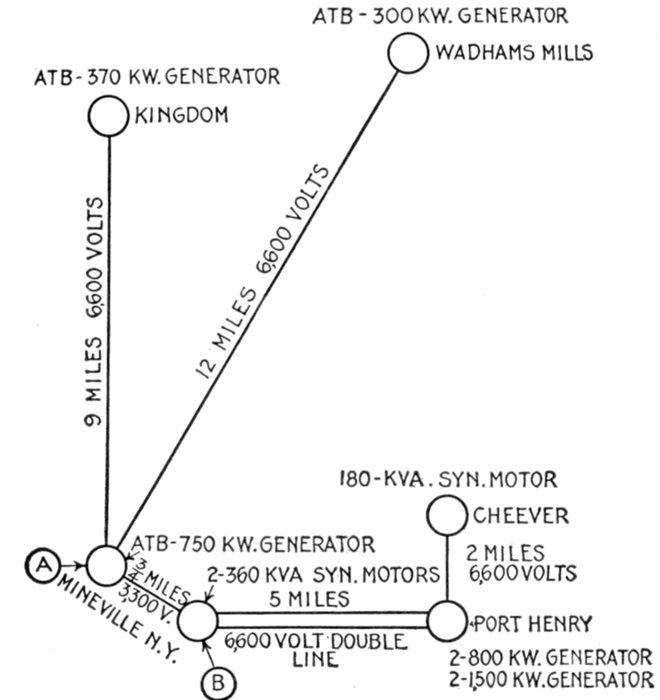 ATB-300 KW. GENERATOR
WADHAMS MILLS
ATB-370 KW. GENERATOR
KINGDOM
9 MILES 6,600 VOLTS
12 MILES 6,600 VOLTS
180-KVA. SYN. MOTOR
CHEEVER
2 MILES
6,600 VOLTS
ATB-750 KW. GENERATOR
A
3/4 MILES
3,300 V.
MINEVILLE N.Y.
2-360 KVA SYN. MOTORS
5 MILES
6,600 VOLT DOUBLE
LINE
B
PORT HENRY
2-800 KW. GENERATOR
2-1,500 KW. GENERATOR